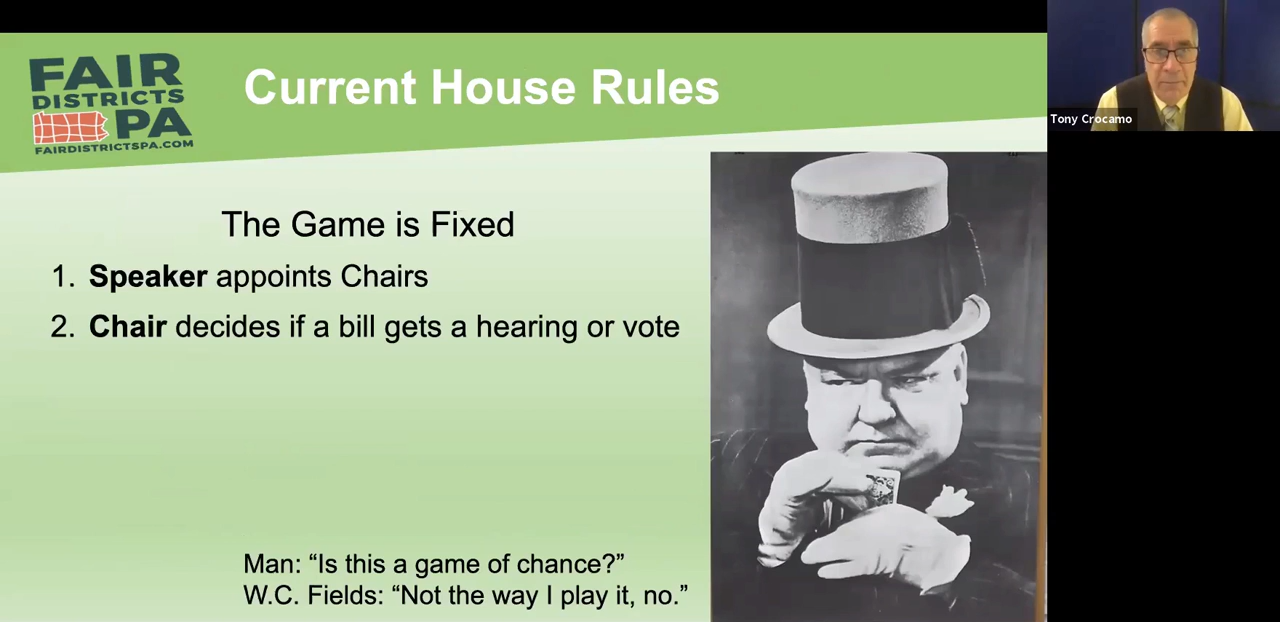 FAIR
DISTRICTS
PA
FAIRDISTRICTSPA.COM
Current House Rules
Tony Crocamo
The Game is Fixed
1. Speaker appoints Chairs
2. Chair decides if a bill gets a hearing or vote
Man: “Is this a game of chance?”
W.C. Fields: “Not the way I play it, no.”